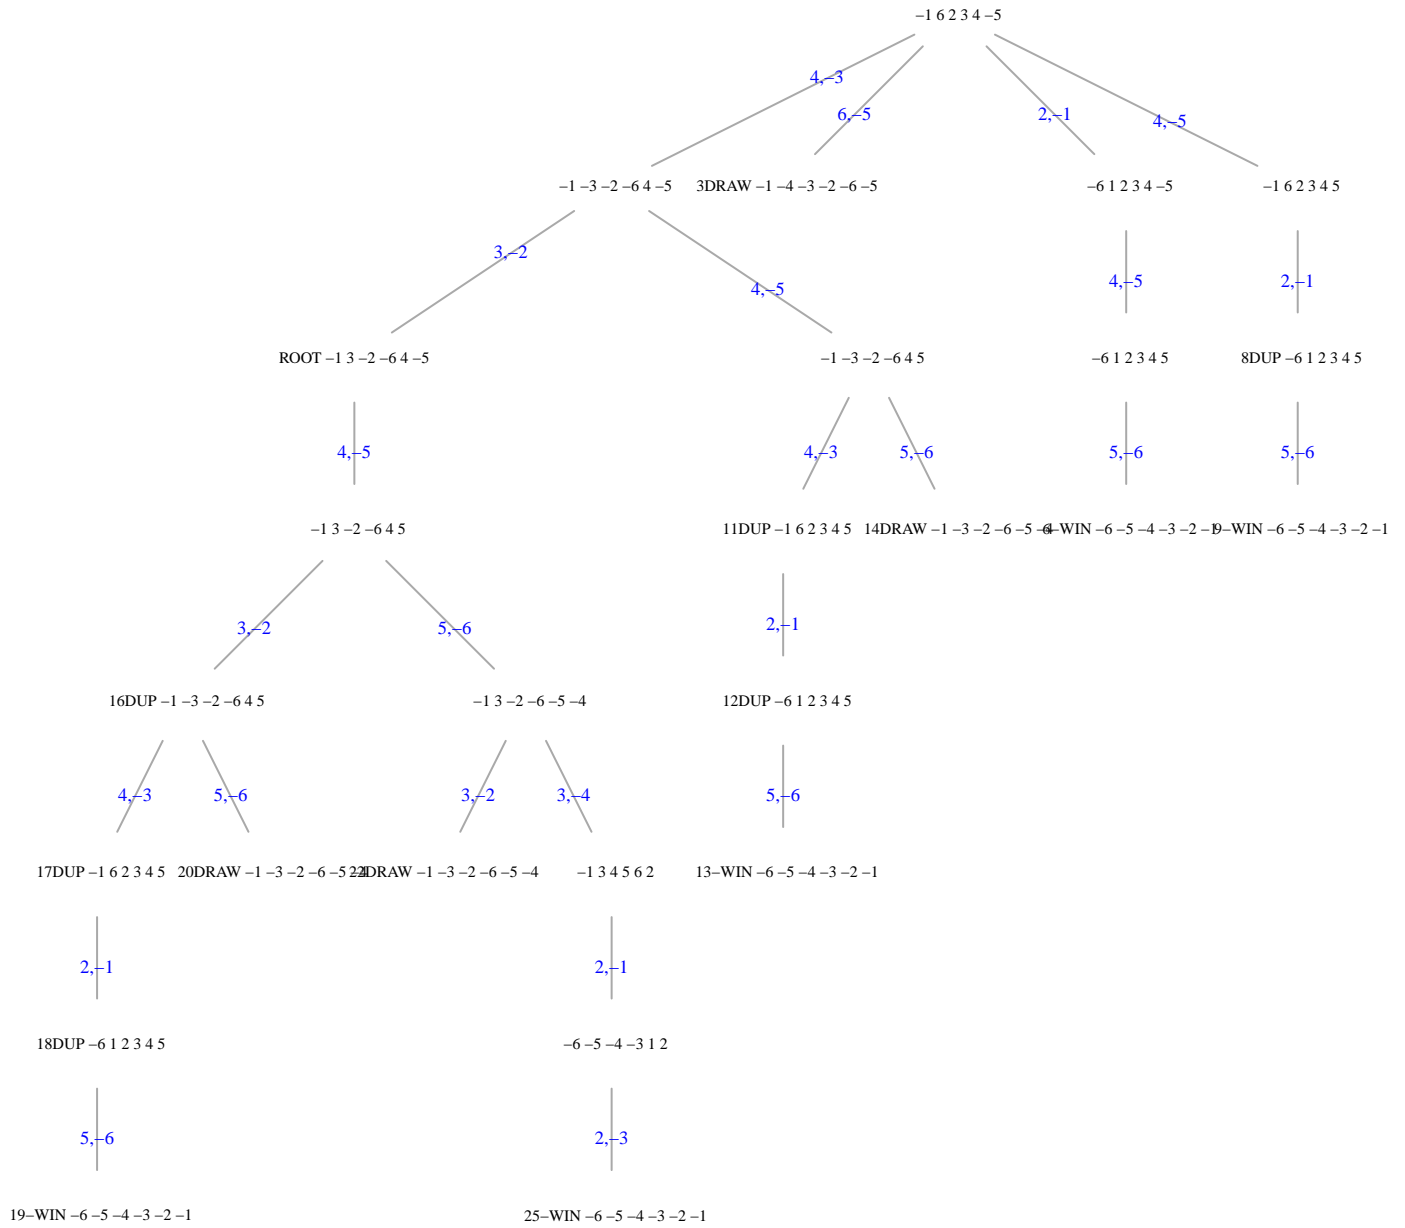 −1 6 2 3 4 −5
4,−3
6,−5
2,−1
4,−5
−1 −3 −2 −6 4 −5
3DRAW −1 −4 −3 −2 −6 −5
−6 1 2 3 4 −5
−1 6 2 3 4 5
3,−2
4,−5
4,−5
2,−1
ROOT −1 3 −2 −6 4 −5
−1 −3 −2 −6 4 5
−6 1 2 3 4 5
8DUP −6 1 2 3 4 5
4,−5
4,−3
5,−6
5,−6
5,−6
−1 3 −2 −6 4 5
11DUP −1 6 2 3 4 5
14DRAW −1 −3 −2 −6 −5
−WIN −6 −5 −4 −3 −2
−WIN −6 −5 −4 −3 −2 −1
3,−2
5,−6
2,−1
16DUP −1 −3 −2 −6 4 5
−1 3 −2 −6 −5 −4
12DUP −6 1 2 3 4 5
4,−3
5,−6
3,−2
3,−4
5,−6
17DUP −1 6 2 3 4 5
20DRAW −1 −3 −2 −6 −5
DRAW −1 −3 −2 −6 −5 −4
−1 3 4 5 6 2
13−WIN −6 −5 −4 −3 −2 −1
2,−1
2,−1
18DUP −6 1 2 3 4 5
−6 −5 −4 −3 1 2
5,−6
2,−3
19−WIN −6 −5 −4 −3 −2 −1
25−WIN −6 −5 −4 −3 −2 −1